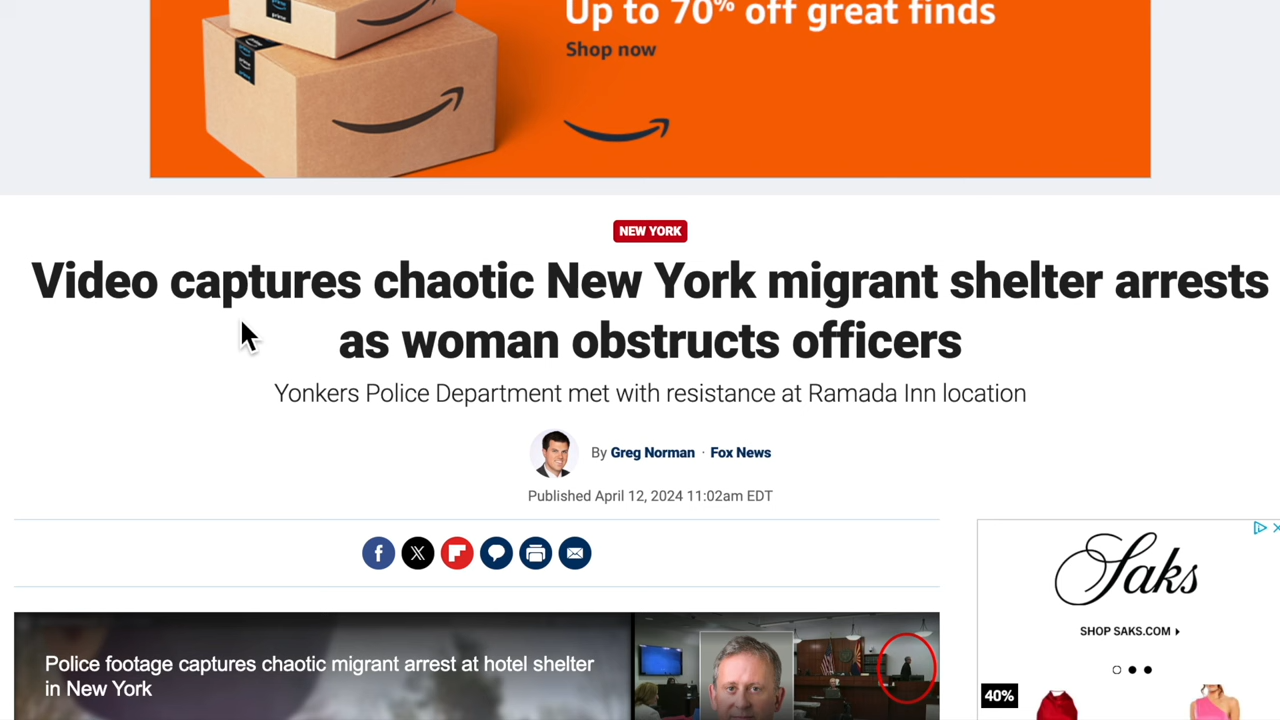 Up to 70% off great finds
Shop now
prime
NEW YORK
Video captures chaotic New York migrant shelter arrests
as woman obstructs officers
Yonkers Police Department met with resistance at Ramada Inn location
By Greg Norman · Fox News
Published April 12, 2024 11:02am EDT
f
Saks
SHOP SAKS.COM
Police footage captures chaotic migrant arrest at hotel shelter
in New York
40%